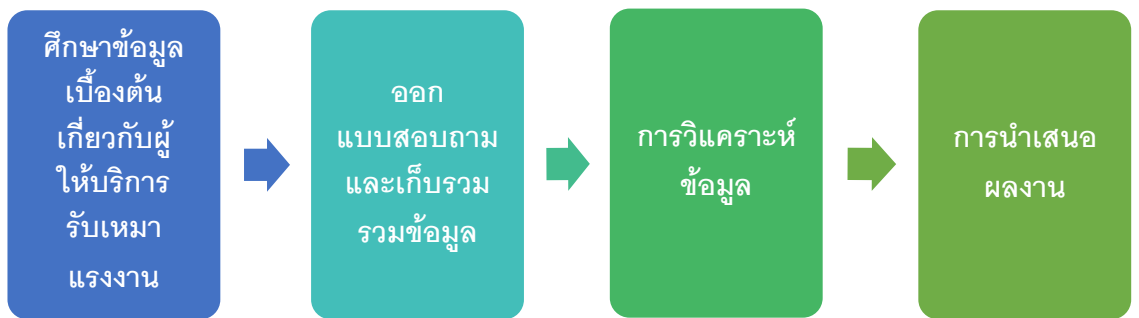 ศึกษาข้อมูล
เบื้องต้น
เกี่ยวกับผู้
ให้บริการ
รับเหมา
แรงงาน
ออก
แบบสอบถาม
และเก็บรวม
รวมข้อมูล
การวิแคราะห์
ข้อมูล
การนำเสนอ
ผลงาน